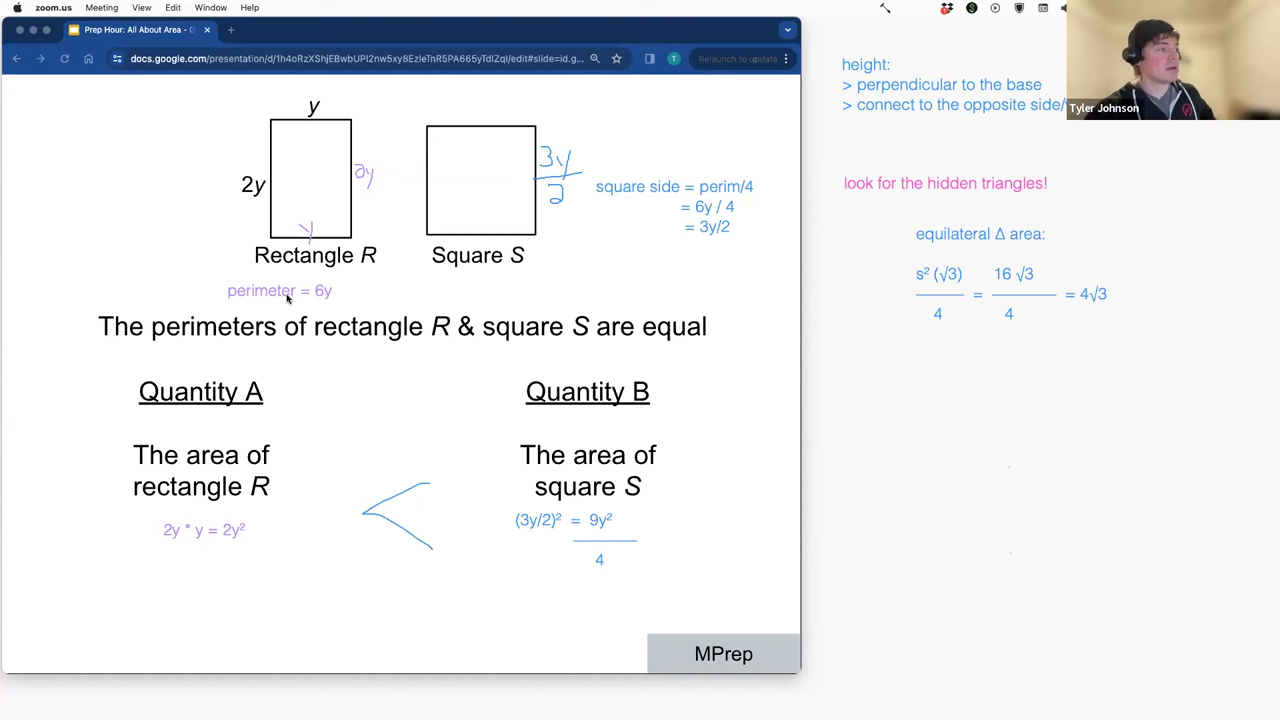 zoom.us Meeting View Edit Window Help
Prep Hour: All About Area - G
docs.google.com/presentation/d/1h4oRzXShjEBwbUPI2nw5xy8EzleTnR5PA665yTdIZql/edit#slide=id.g
T
Relaunch to update
y
2y
2y
y
Rectangle R
perimeter = 6y
Square S
3y
2
square side = perim/4
= 6y / 4
= 3y/2
The perimeters of rectangle R & square S are equal
Quantity A
Quantity B
The area of
rectangle R
2y * y = 2y²
<
The area of
square S
(3y/2)² = 9y²
4
MPrep
height:
> perpendicular to the base
> connect to the opposite side/
Tyler Johnson
look for the hidden triangles!
equilateral Δ area:
s² (√3) 16 √3
= = 4√3
4 4